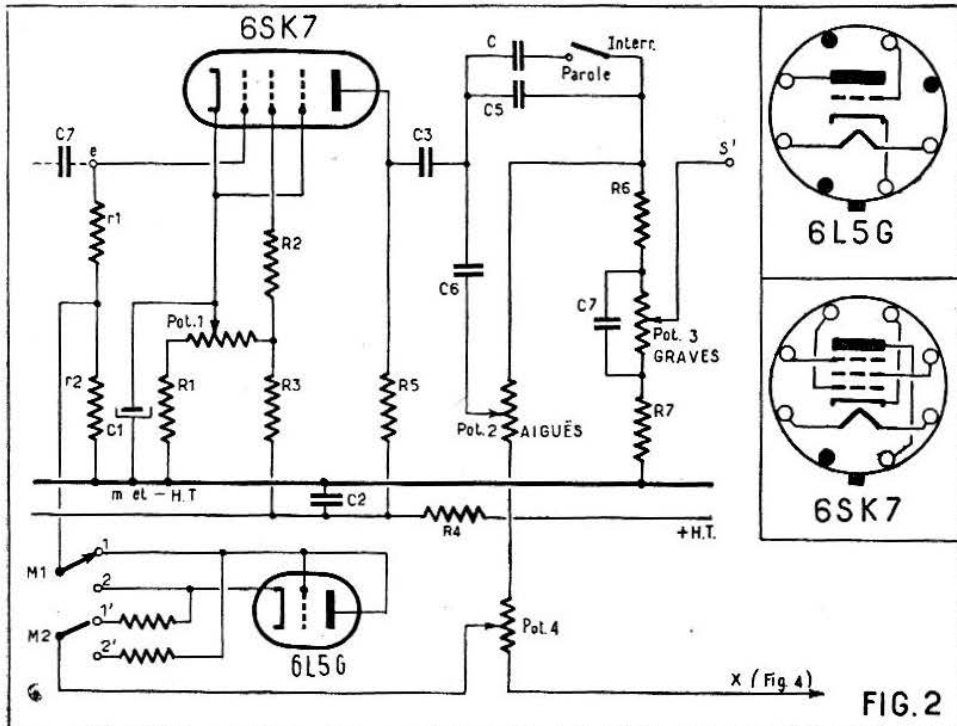 6SK7
C
Interr.
Parole
C5
C7
e
C3
S'
r1
R2
R6
C6
C7
Pot.1
Pot. 3
GRAVES
r2
C1
R1
R3
R5
Pot.2
AIGUËS
R7
m et - H.T
C2
R4
+H.T.
M1
1
2
1'
M2
2'
6L5G
Pot.4
X (Fig. 4)
FIG. 2
6L5G
6SK7